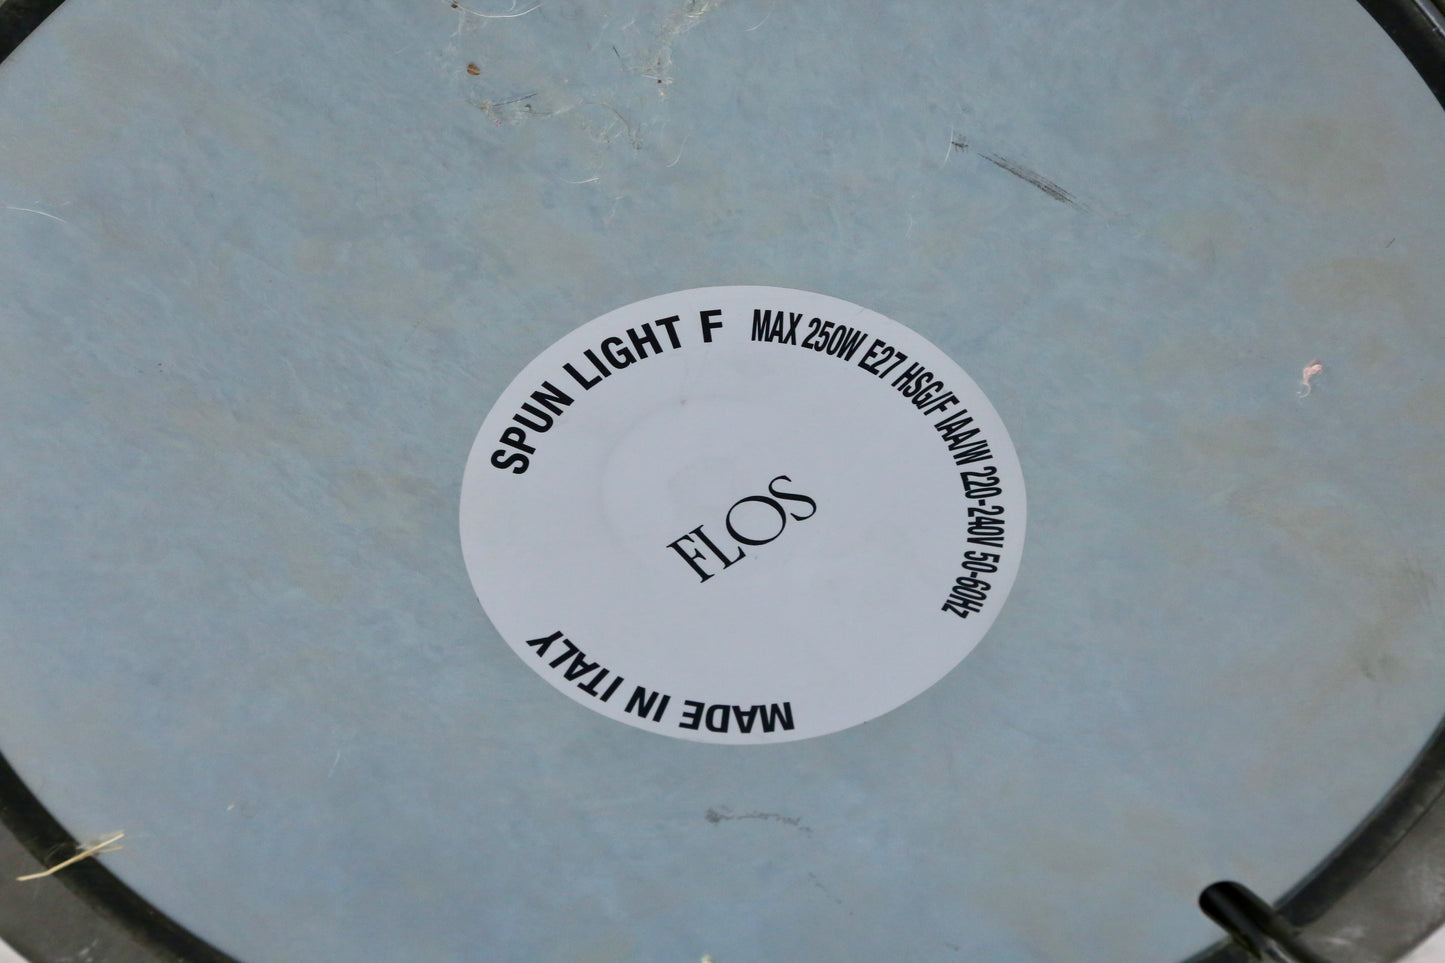 SPUN LIGHT F MAX 250W E27 HSG/F IAA/W 220-240V 50-60Hz
FLOS
MADE IN ITALY